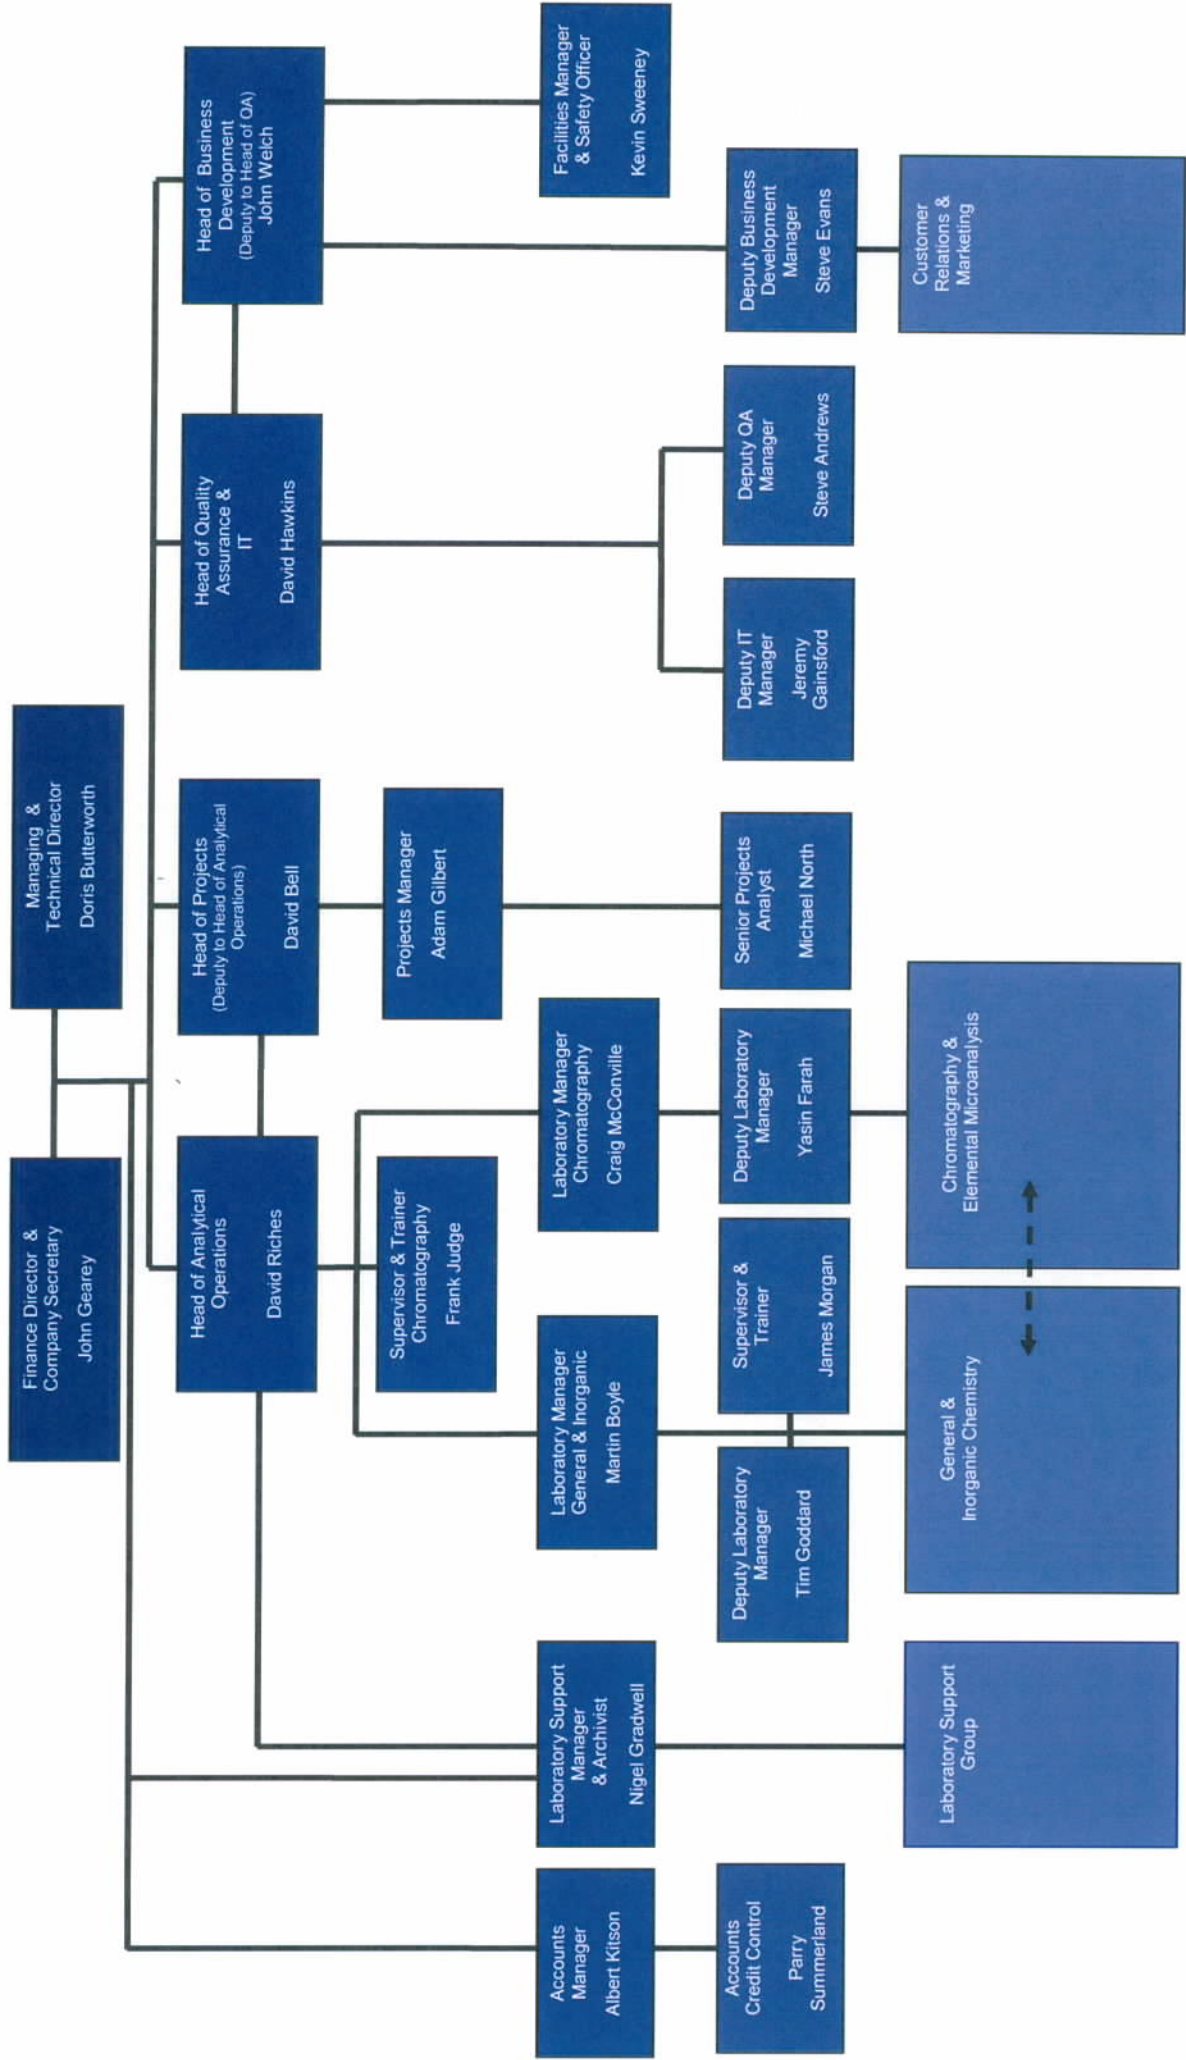 Finance Director &
Company Secretary
John Gearey
Managing &
Technical Director
Doris Butterworth
Head of Analytical
Operations
David Riches
Head of Projects
(Deputy to Head of Analytical
Operations)
David Bell
Head of Quality
Assurance &
IT
David Hawkins
Head of Business
Development
(Deputy to Head of QA)
John Welch
Supervisor & Trainer
Chromatography
Frank Judge
Projects Manager
Adam Gilbert
Accounts
Manager
Albert Kitson
Laboratory Support
Manager
& Archivist
Nigel Gradwell
Laboratory Manager
General & Inorganic
Martin Boyle
Laboratory Manager
Chromatography
Craig McConville
Facilities Manager
& Safety Officer
Kevin Sweeney
Accounts
Credit Control
Parry
Summerland
Deputy Laboratory
Manager
Tim Goddard
Supervisor &
Trainer
James Morgan
Deputy Laboratory
Manager
Yasin Farah
Senior Projects
Analyst
Michael North
Deputy IT
Manager
Jeremy
Gainsford
Deputy QA
Manager
Steve Andrews
Deputy Business
Development
Manager
Steve Evans
Laboratory Support
Group
General &
Inorganic Chemistry
Chromatography &
Elemental Microanalysis
Customer
Relations &
Marketing